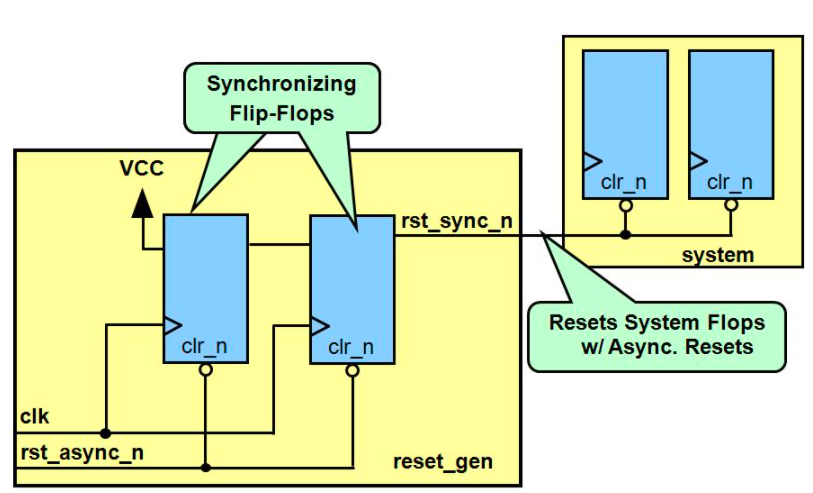 Synchronizing
Flip-Flops
VCC
clr_n
clr_n
rst_sync_n
clr_n
clr_n
system
Resets System Flops
w/ Async. Resets
clk
rst_async_n
reset_gen